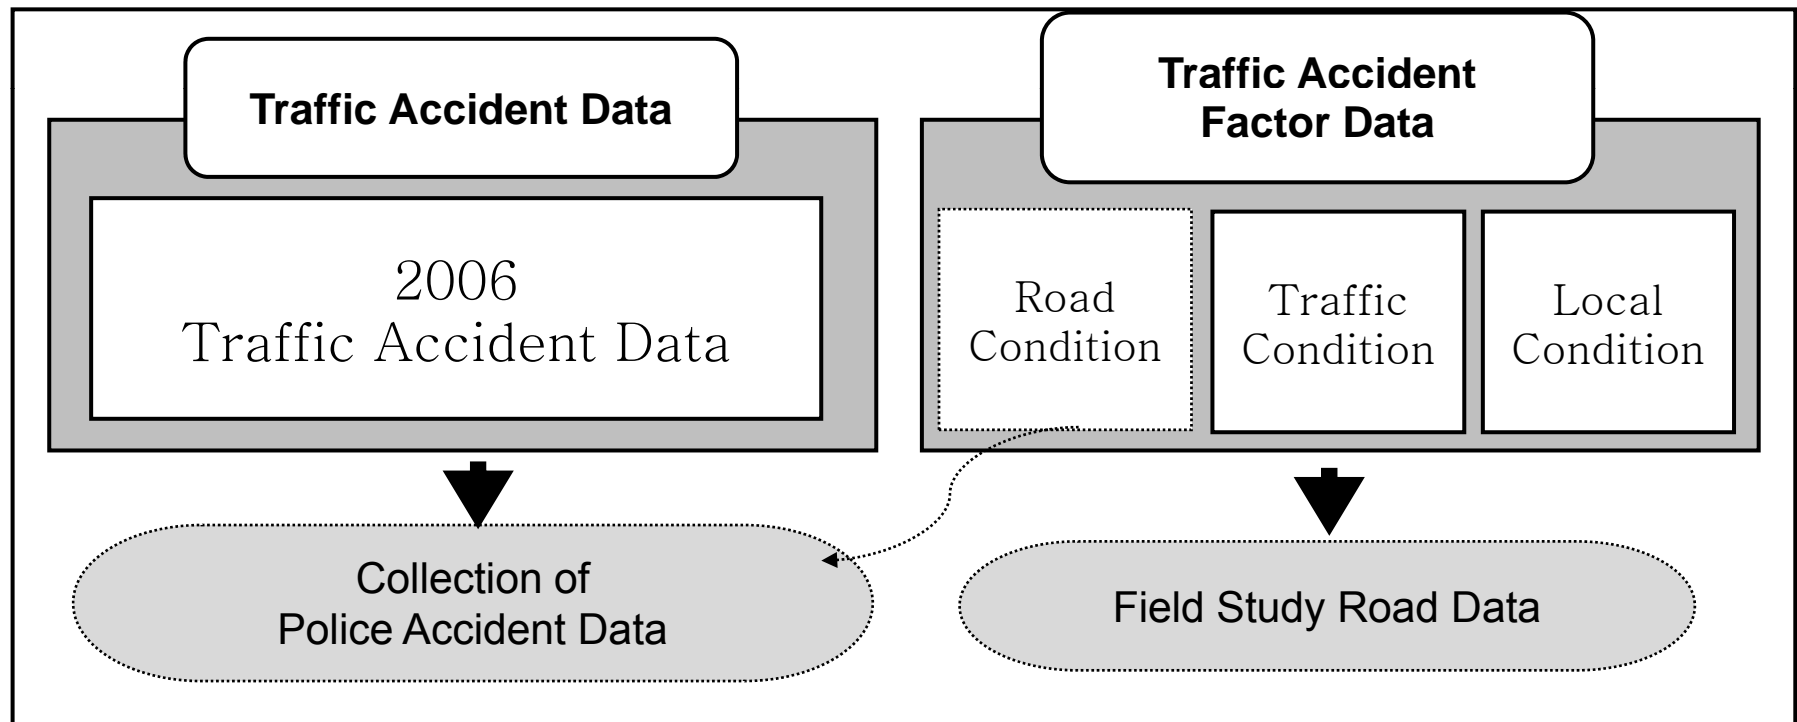 Traffic Accident Data
2006
Traffic Accident Data
Collection of
Police Accident Data
Traffic Accident
Factor Data
Road
Condition
Traffic
Condition
Local
Condition
Field Study Road Data